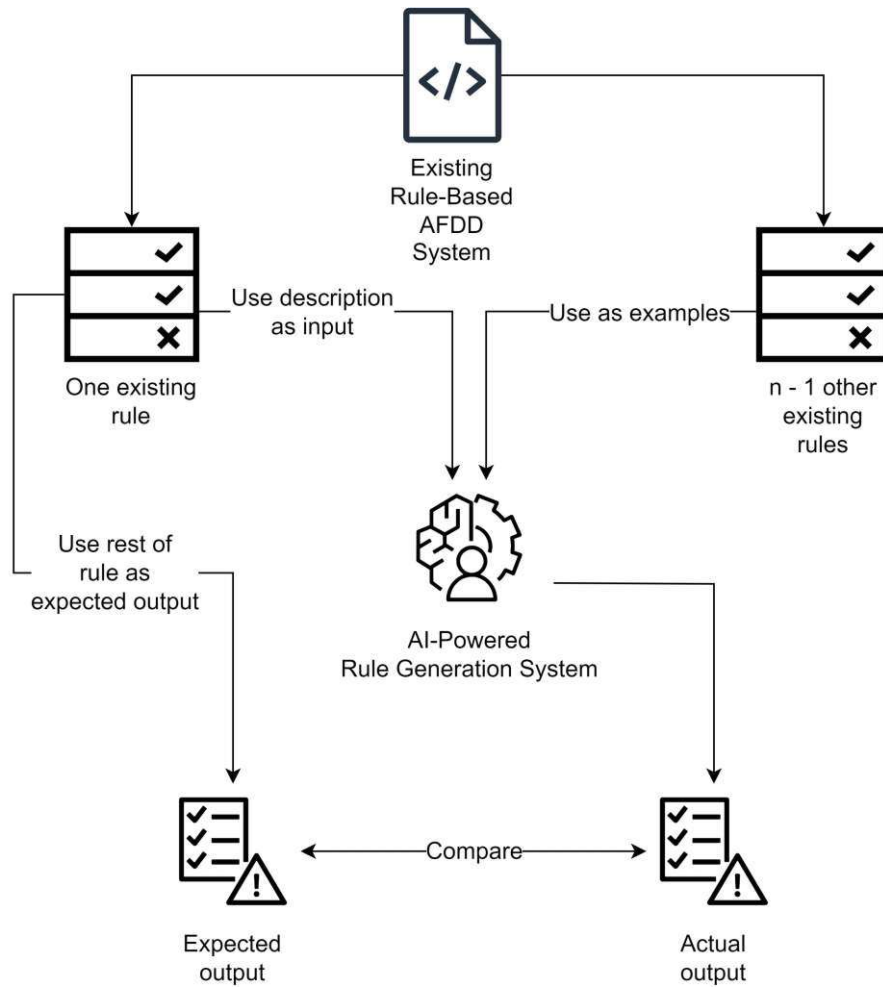 </>
Existing
Rule-Based
AFDD
System
Use description
as input
Use as examples
One existing
rule
n - 1 other
existing
rules
Use rest of
rule as
expected output
AI-Powered
Rule Generation System
Compare
Expected
output
Actual
output